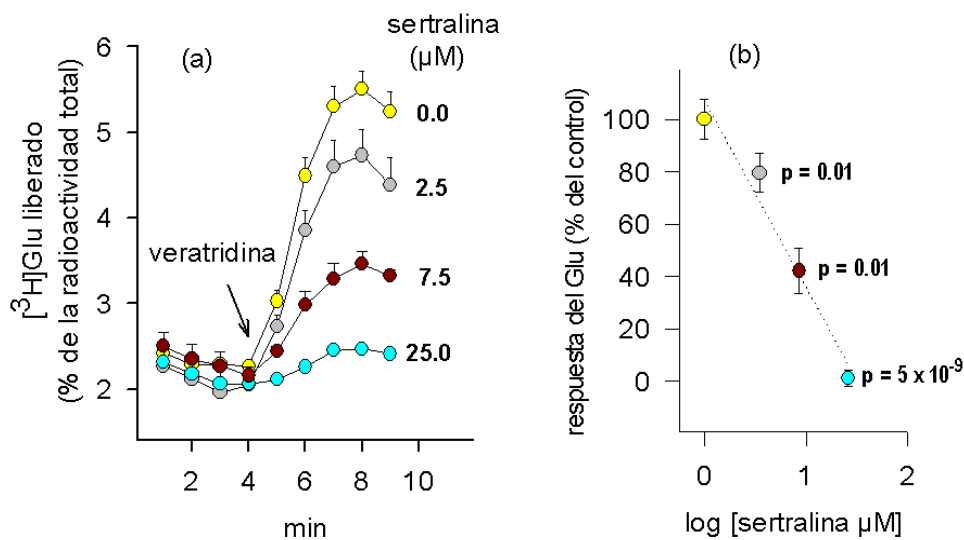 sertralina
(µM)
(a)
[³H]Glu liberado
(% de la radioactividad total)
6
5
4
3
2
veratridina
0.0
2.5
7.5
25.0
2 4 6 8 10
min
(b)
respuesta del Glu (% del control)
100
80
60
40
20
0
p = 0.01
p = 0.01
p = 5 x 10⁻⁹
0 1 2
log [sertralina µM]